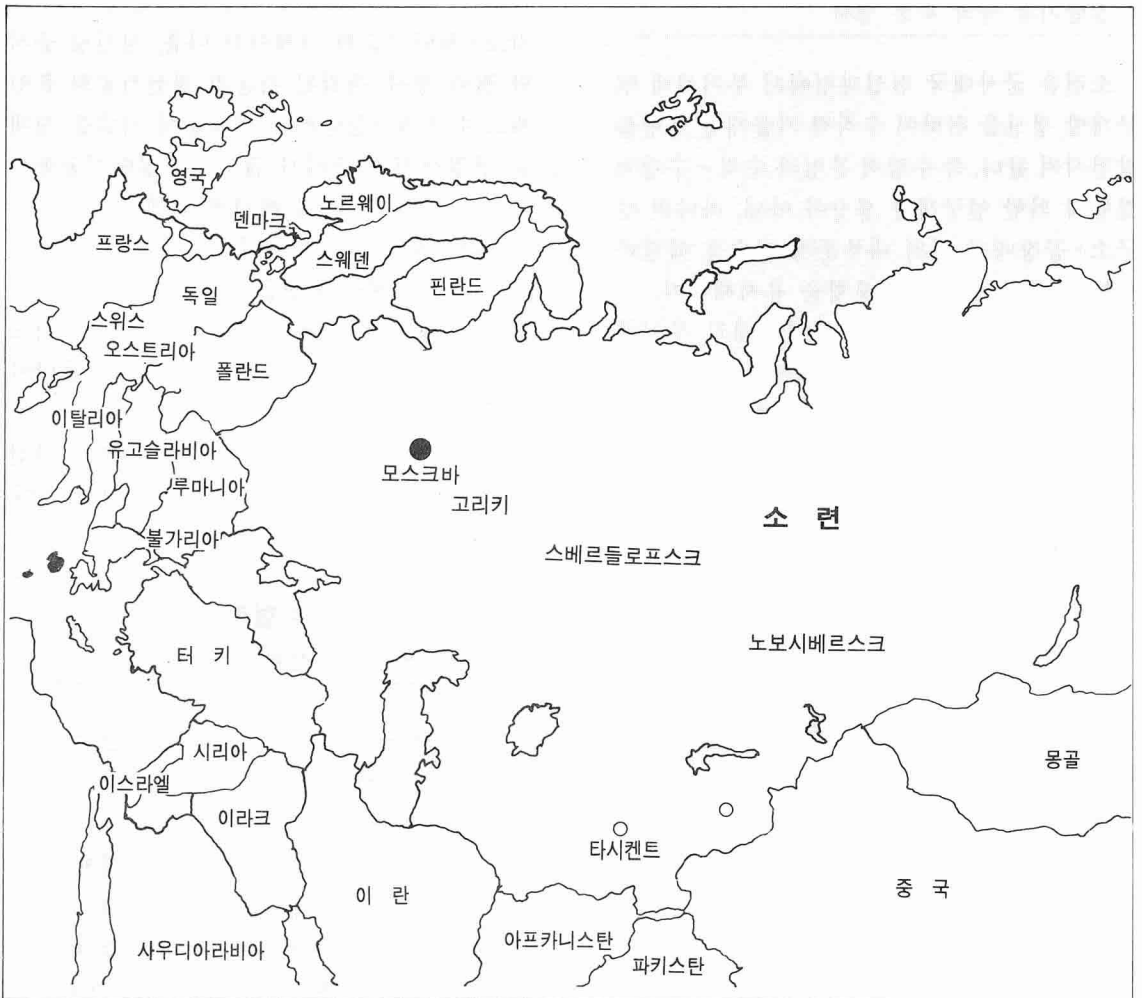 영국
노르웨이
덴마크
프랑스
스웨덴
핀란드
독일
스위스
오스트리아
폴란드
이탈리아
유고슬라비아
모스크바
루마니아
고리키
소 련
불가리아
스베르들로프스크
노보시베르스크
터 키
시리아
몽골
이스라엘
이라크
타시켄트
이 란
중 국
아프카니스탄
사우디아라비아
파키스탄